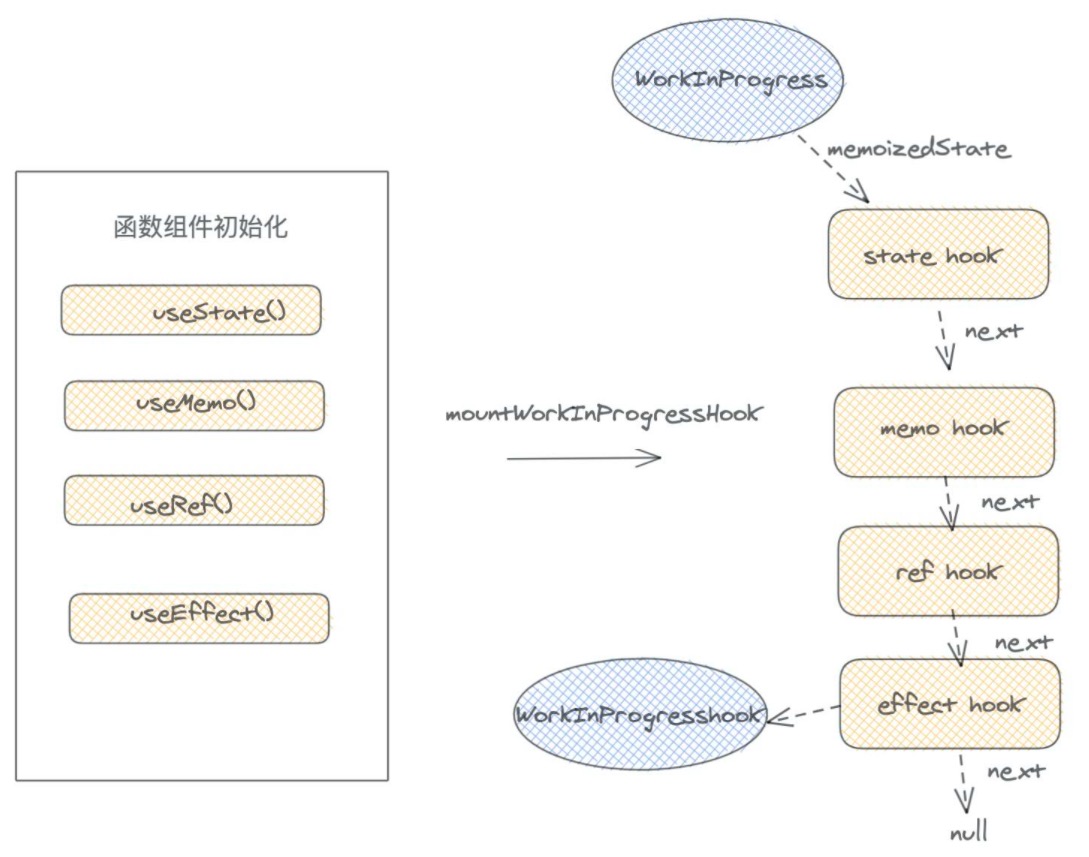 函数组件初始化
useState()
useMemo()
useRef()
useEffect()
mountWorkInProgressHook
WorkInProgress
memoizedState
state hook
next
memo hook
next
ref hook
next
effect hook
WorkInProgresshook
next
null